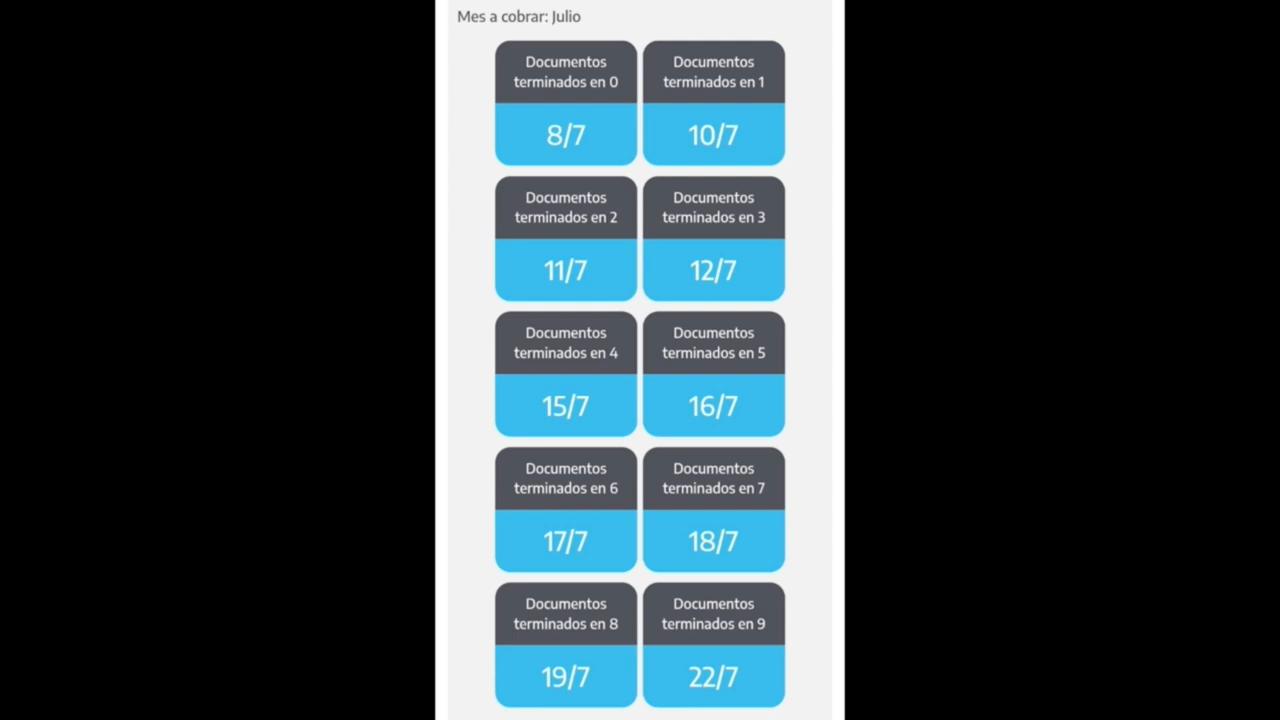 Mes a cobrar: Julio
Documentos
terminados en 0
8/7
Documentos
terminados en 1
10/7
Documentos
terminados en 2
11/7
Documentos
terminados en 3
12/7
Documentos
terminados en 4
15/7
Documentos
terminados en 5
16/7
Documentos
terminados en 6
17/7
Documentos
terminados en 7
18/7
Documentos
terminados en 8
19/7
Documentos
terminados en 9
22/7